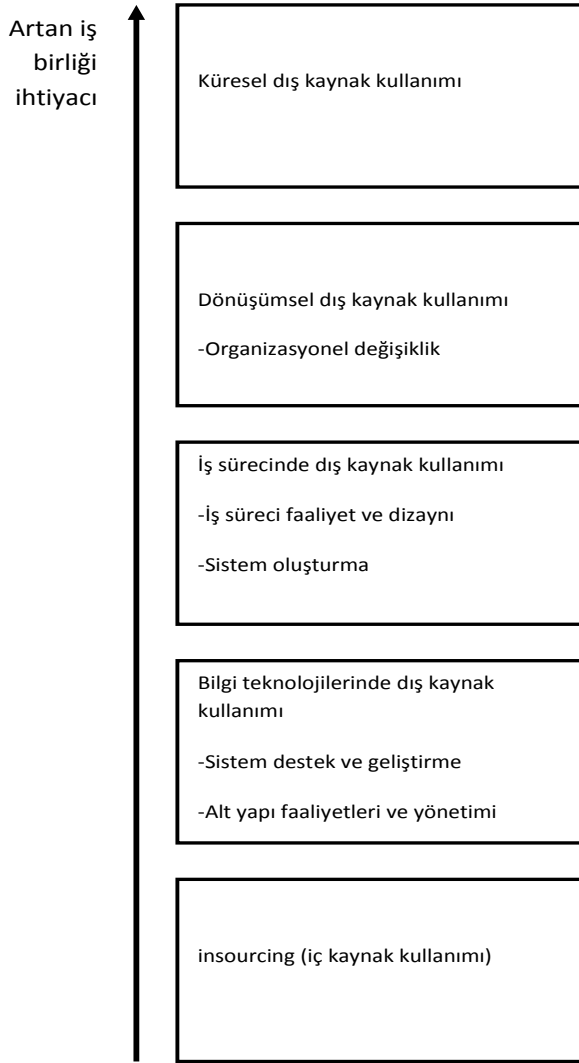 Artan iş
birliği
ihtiyacı
Küresel dış kaynak kullanımı
Dönüşümsel dış kaynak kullanımı
-Organizasyonel değişiklik
İş sürecinde dış kaynak kullanımı
-İş süreci faaliyet ve dizaynı
-Sistem oluşturma
Bilgi teknolojilerinde dış kaynak
kullanımı
-Sistem destek ve geliştirme
-Alt yapı faaliyetleri ve yönetimi
insourcing (iç kaynak kullanımı)